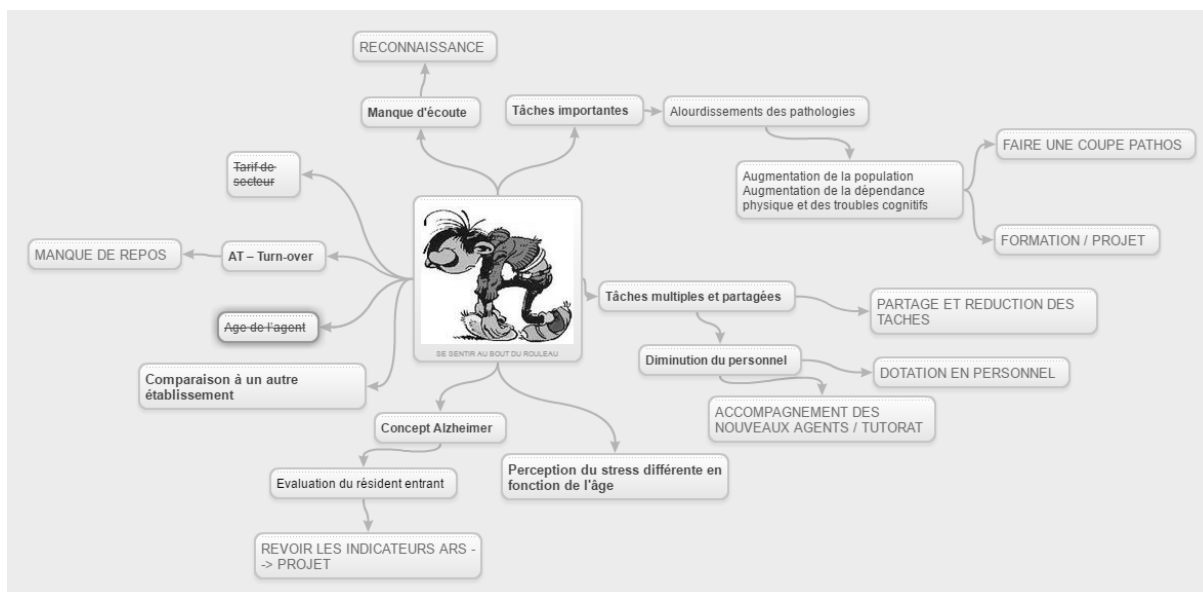 RECONNAISSANCE
Manque d'écoute
Tâches importantes
Alourdissements des pathologies
FAIRE UNE COUPE PATHOS
Augmentation de la population
Augmentation de la dépendance
physique et des troubles cognitifs
FORMATION / PROJET
Tarif de
secteur
MANQUE DE REPOS
AT – Turn-over
Age de l'agent
Comparaison à un autre
établissement
SE SENTIR AU BOUT DU ROULEAU
Tâches multiples et partagées
PARTAGE ET REDUCTION DES
TACHES
Diminution du personnel
DOTATION EN PERSONNEL
ACCOMPAGNEMENT DES
NOUVEAUX AGENTS / TUTORAT
Concept Alzheimer
Perception du stress différente en
fonction de l'âge
Evaluation du résident entrant
REVOIR LES INDICATEURS ARS -
-> PROJET